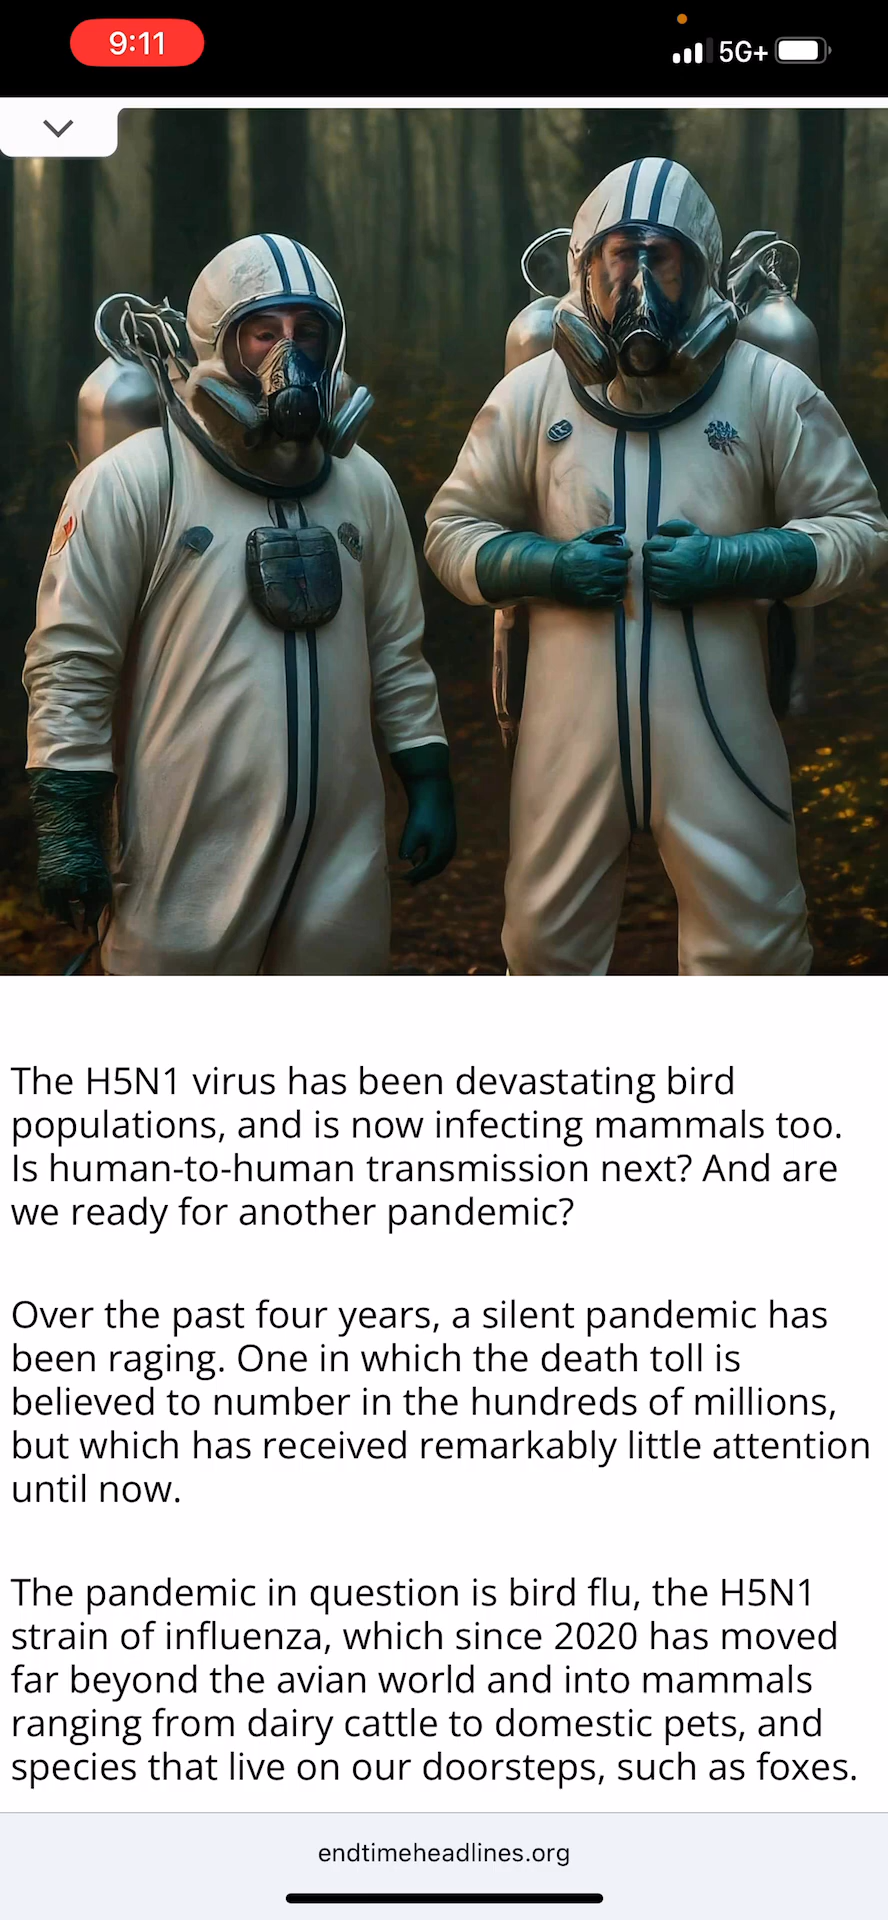 9:11
5G+
The H5N1 virus has been devastating bird
populations, and is now infecting mammals too.
Is human-to-human transmission next? And are
we ready for another pandemic?
Over the past four years, a silent pandemic has
been raging. One in which the death toll is
believed to number in the hundreds of millions,
but which has received remarkably little attention
until now.
The pandemic in question is bird flu, the H5N1
strain of influenza, which since 2020 has moved
far beyond the avian world and into mammals
ranging from dairy cattle to domestic pets, and
species that live on our doorsteps, such as foxes.
endtimeheadlines.org